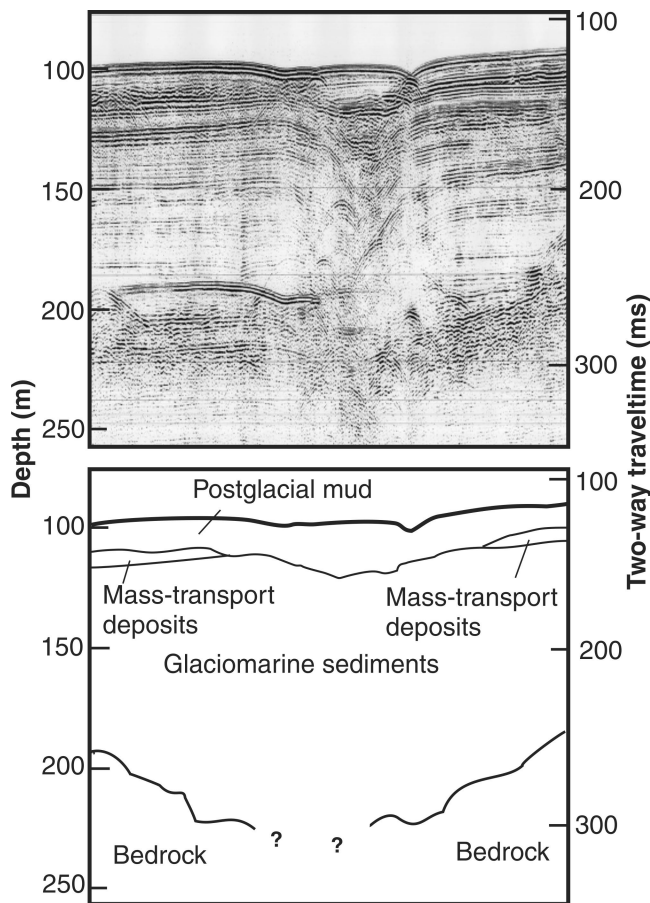 100
150
200
250
100
200
300
Depth (m)
Two-way traveltime (ms)
Postglacial mud
Mass-transport
deposits
Mass-transport
deposits
Glaciomarine sediments
Bedrock
?
?
Bedrock
100
150
200
250
100
200
300